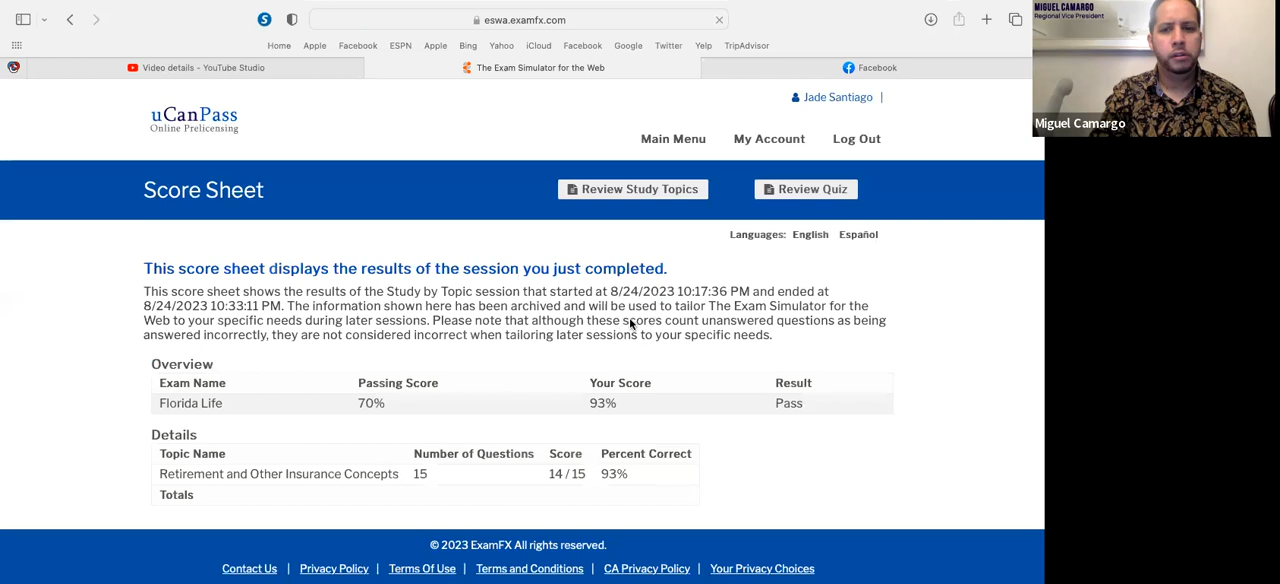 eswa.examfx.com
MIGUEL CAMARGO
Regional Vice President
Home Apple Facebook ESPN Apple Bing Yahoo iCloud Facebook Google Twitter Yelp TripAdvisor
Video details - YouTube Studio
The Exam Simulator for the Web
Facebook
Miguel Camargo
uCanPass
Online Prelicensing
Jade Santiago |
Main Menu My Account Log Out
Score Sheet
Review Study Topics
Review Quiz
Languages: English Español
This score sheet displays the results of the session you just completed.
This score sheet shows the results of the Study by Topic session that started at 8/24/2023 10:17:36 PM and ended at
8/24/2023 10:33:11 PM. The information shown here has been archived and will be used to tailor The Exam Simulator for the
Web to your specific needs during later sessions. Please note that although these scores count unanswered questions as being
answered incorrectly, they are not considered incorrect when tailoring later sessions to your specific needs.
Overview
Exam Name Passing Score Your Score Result
Florida Life 70% 93% Pass
Details
Topic Name Number of Questions Score Percent Correct
Retirement and Other Insurance Concepts 15 14 / 15 93%
Totals
© 2023 ExamFX All rights reserved.
Contact Us | Privacy Policy | Terms Of Use | Terms and Conditions | CA Privacy Policy | Your Privacy Choices